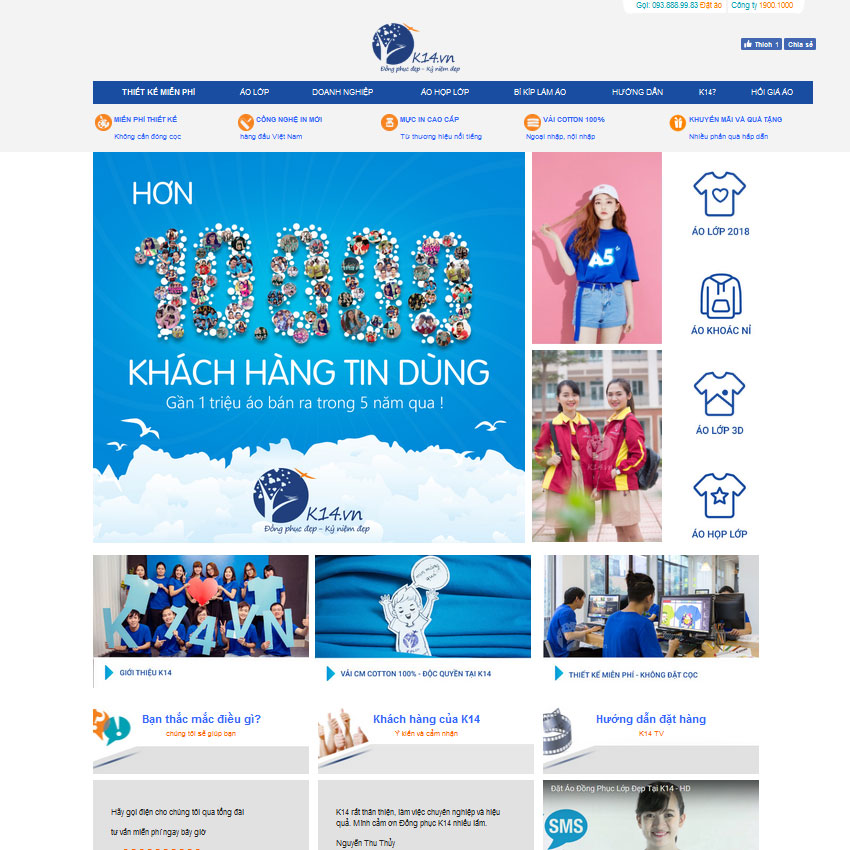 Gọi: 093.888.99.83 Đặt áo
Công ty 1900.1000
Thích 1
Chia sẻ
K14.vn
Đồng phục đẹp - Kỷ niệm đẹp
THIẾT KẾ MIỄN PHÍ
ÁO LỚP
DOANH NGHIỆP
ÁO HỌP LỚP
BÍ KÍP LÀM ÁO
HƯỚNG DẪN
K14?
HỎI GIÁ ÁO
MIỄN PHÍ THIẾT KẾ
Không cần đóng cọc
CÔNG NGHỆ IN MỚI
hàng đầu Việt Nam
MỰC IN CAO CẤP
Từ thương hiệu nổi tiếng
VẢI COTTON 100%
Ngoại nhập, nội nhập
KHUYẾN MÃI VÀ QUÀ TẶNG
Nhiều phần quà hấp dẫn
HƠN
10.000
KHÁCH HÀNG TIN DÙNG
Gần 1 triệu áo bán ra trong 5 năm qua !
K14.vn
Đồng phục đẹp - Kỷ niệm đẹp
A5
K14.vn
ÁO LỚP 2018
ÁO KHOÁC NỈ
ÁO LỚP 3D
ÁO HỌP LỚP
K14VN
GIỚI THIỆU K14
VẢI CM COTTON 100% - ĐỘC QUYỀN TẠI K14
THIẾT KẾ MIỄN PHÍ - KHÔNG ĐẶT CỌC
Bạn thắc mắc điều gì?
chúng tôi sẽ giúp bạn
Khách hàng của K14
Ý kiến và cảm nhận
Hướng dẫn đặt hàng
K14 TV
Hãy gọi điện cho chúng tôi qua tổng đài
tư vấn miễn phí ngay bây giờ
K14 rất thân thiện, làm việc chuyên nghiệp và hiệu
quả. Mình cảm ơn Đồng phục K14 nhiều lắm.
Nguyễn Thu Thủy
Đặt Áo Đồng Phục Lớp Đẹp Tại K14 - HD
SMS